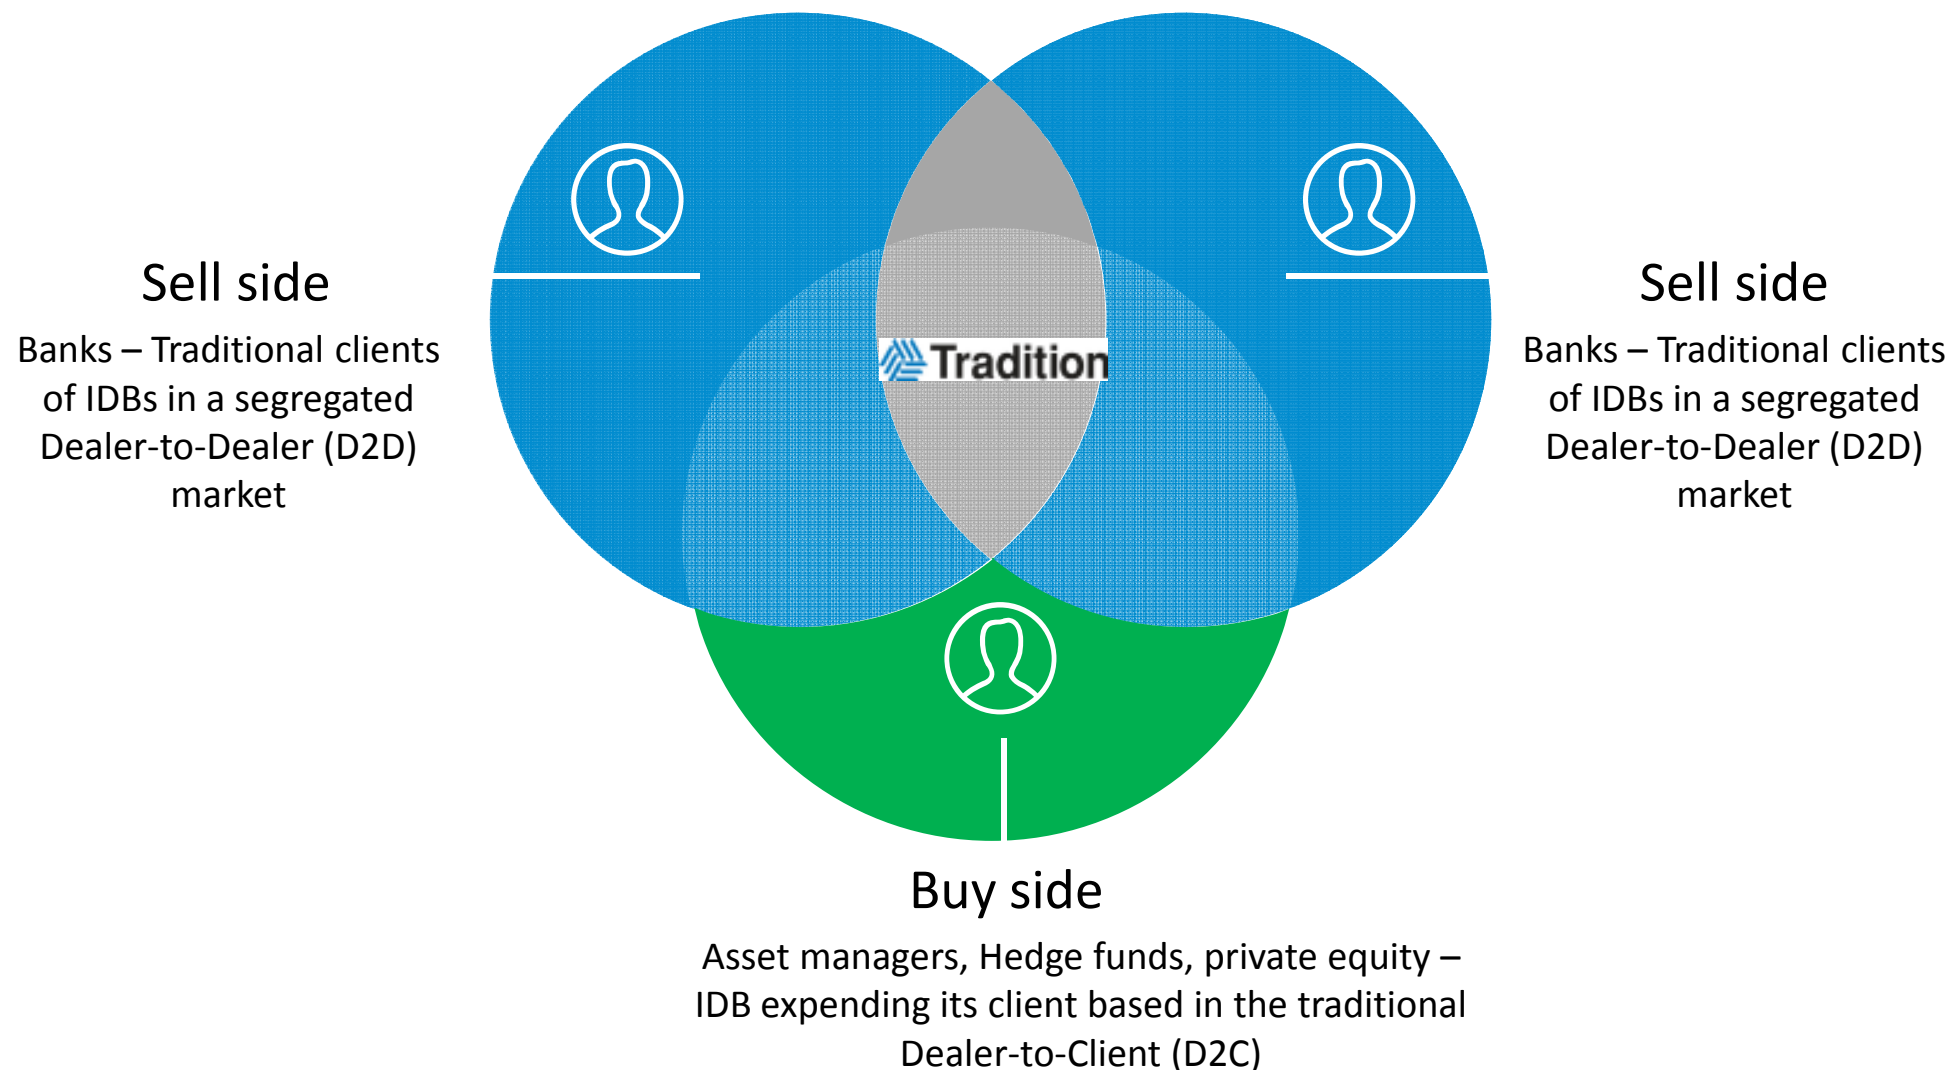 Tradition
Sell side
Banks – Traditional clients
of IDBs in a segregated
Dealer-to-Dealer (D2D)
market
Sell side
Banks – Traditional clients
of IDBs in a segregated
Dealer-to-Dealer (D2D)
market
Buy side
Asset managers, Hedge funds, private equity –
IDB expending its client based in the traditional
Dealer-to-Client (D2C)